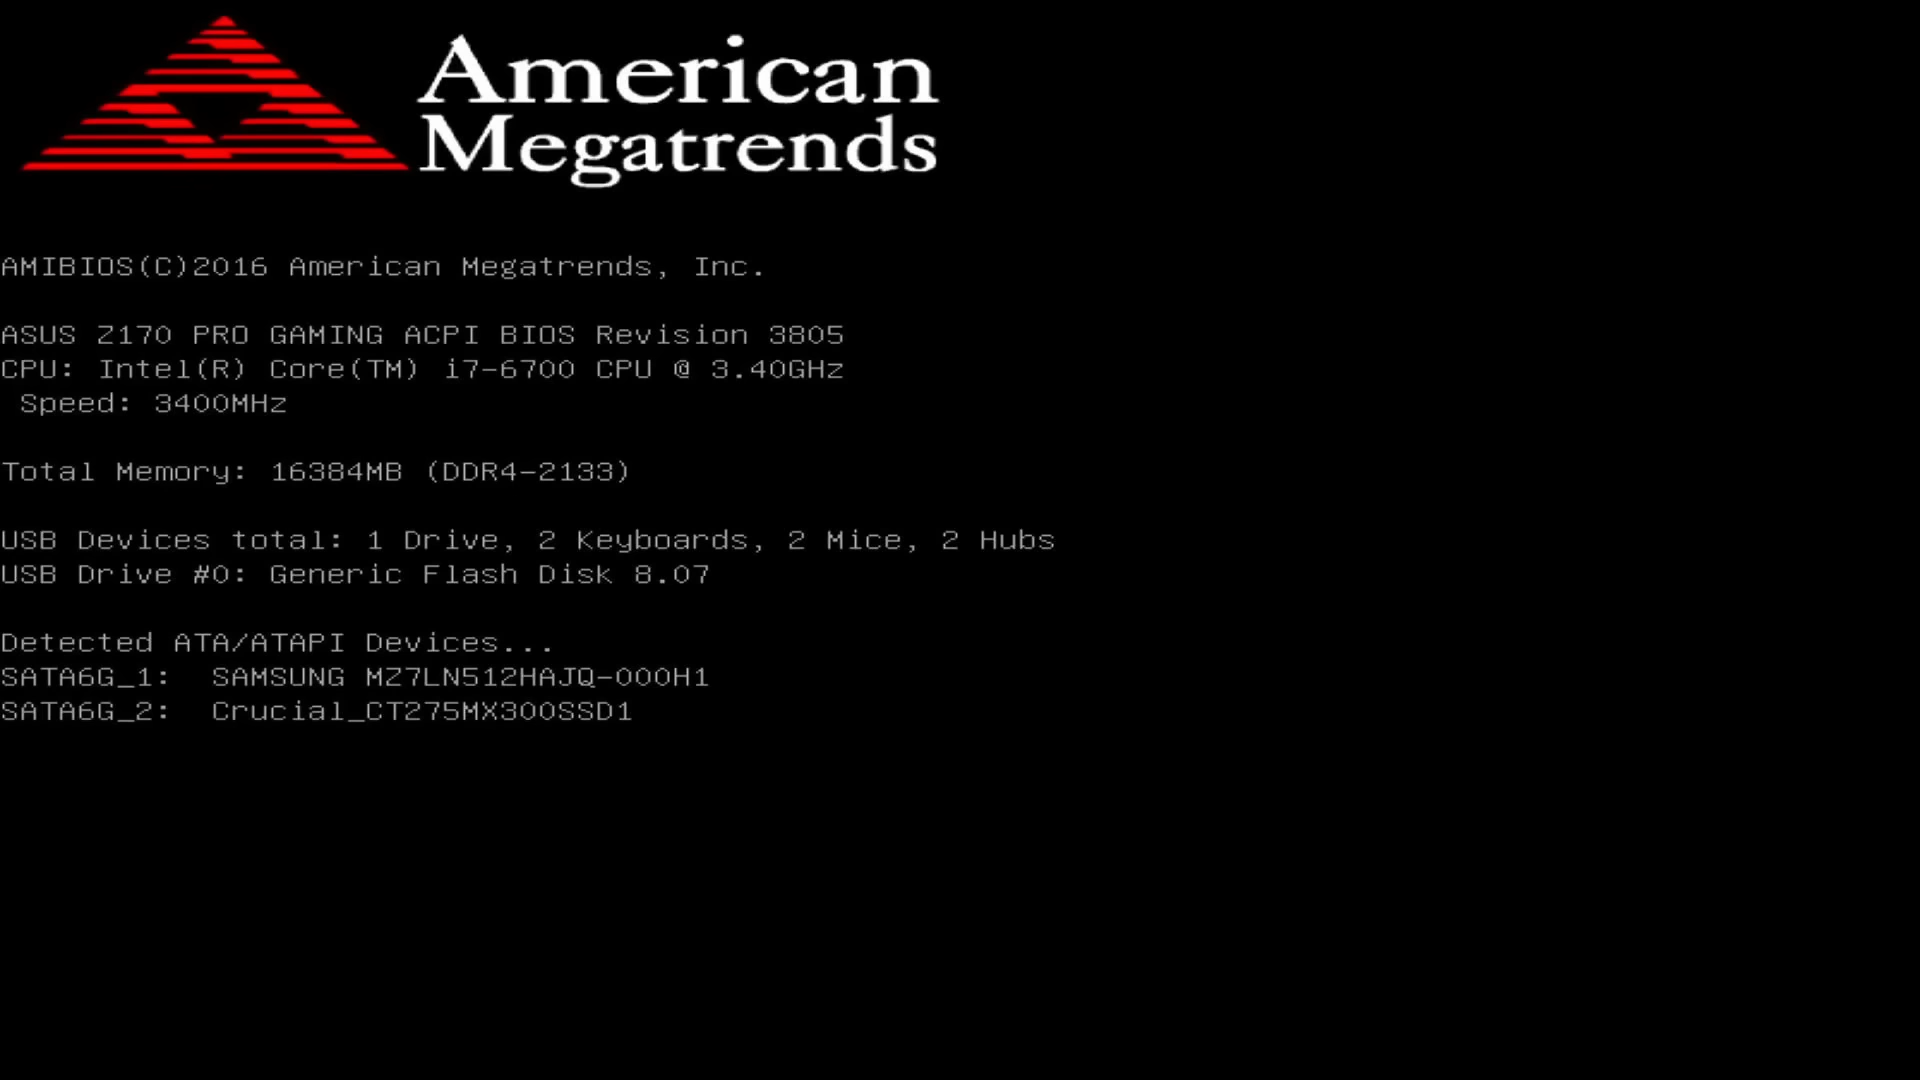 American
Megatrends
AMIBIOS(C)2016 American Megatrends, Inc.
ASUS Z170 PRO GAMING ACPI BIOS Revision 3805
CPU: Intel(R) Core(TM) i7-6700 CPU @ 3.40GHz
Speed: 3400MHz
Total Memory: 16384MB (DDR4-2133)
USB Devices total: 1 Drive, 2 Keyboards, 2 Mice, 2 Hubs
USB Drive #0: Generic Flash Disk 8.07
Detected ATA/ATAPI Devices...
SATA6G_1: SAMSUNG MZ7LN512HAJQ-000H1
SATA6G_2: Crucial_CT275MX300SSD1